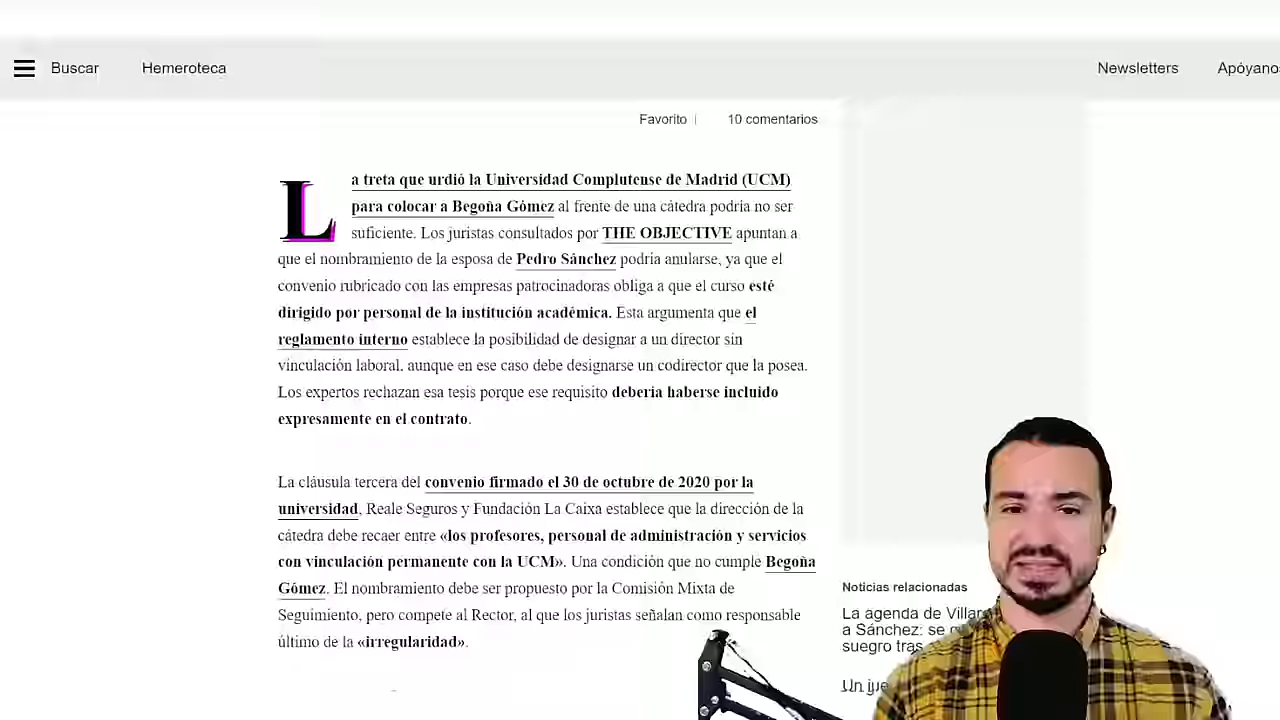 Buscar Hemeroteca Newsletters Apóyanos
Favorito | 10 comentarios
La treta que urdió la Universidad Complutense de Madrid (UCM)
para colocar a Begoña Gómez al frente de una cátedra podría no ser
suficiente. Los juristas consultados por THE OBJECTIVE apuntan a
que el nombramiento de la esposa de Pedro Sánchez podría anularse, ya que el
convenio rubricado con las empresas patrocinadoras obliga a que el curso esté
dirigido por personal de la institución académica. Esta argumenta que el
reglamento interno establece la posibilidad de designar a un director sin
vinculación laboral, aunque en ese caso debe designarse un codirector que la posea.
Los expertos rechazan esa tesis porque ese requisito debería haberse incluido
expresamente en el contrato.
La cláusula tercera del convenio firmado el 30 de octubre de 2020 por la
universidad, Reale Seguros y Fundación La Caixa establece que la dirección de la
cátedra debe recaer entre «los profesores, personal de administración y servicios
con vinculación permanente con la UCM». Una condición que no cumple Begoña
Gómez. El nombramiento debe ser propuesto por la Comisión Mixta de
Seguimiento, pero compete al Rector, al que los juristas señalan como responsable
último de la «irregularidad».
Noticias relacionadas
La agenda de
a Sánchez: se
suegro tras
Un